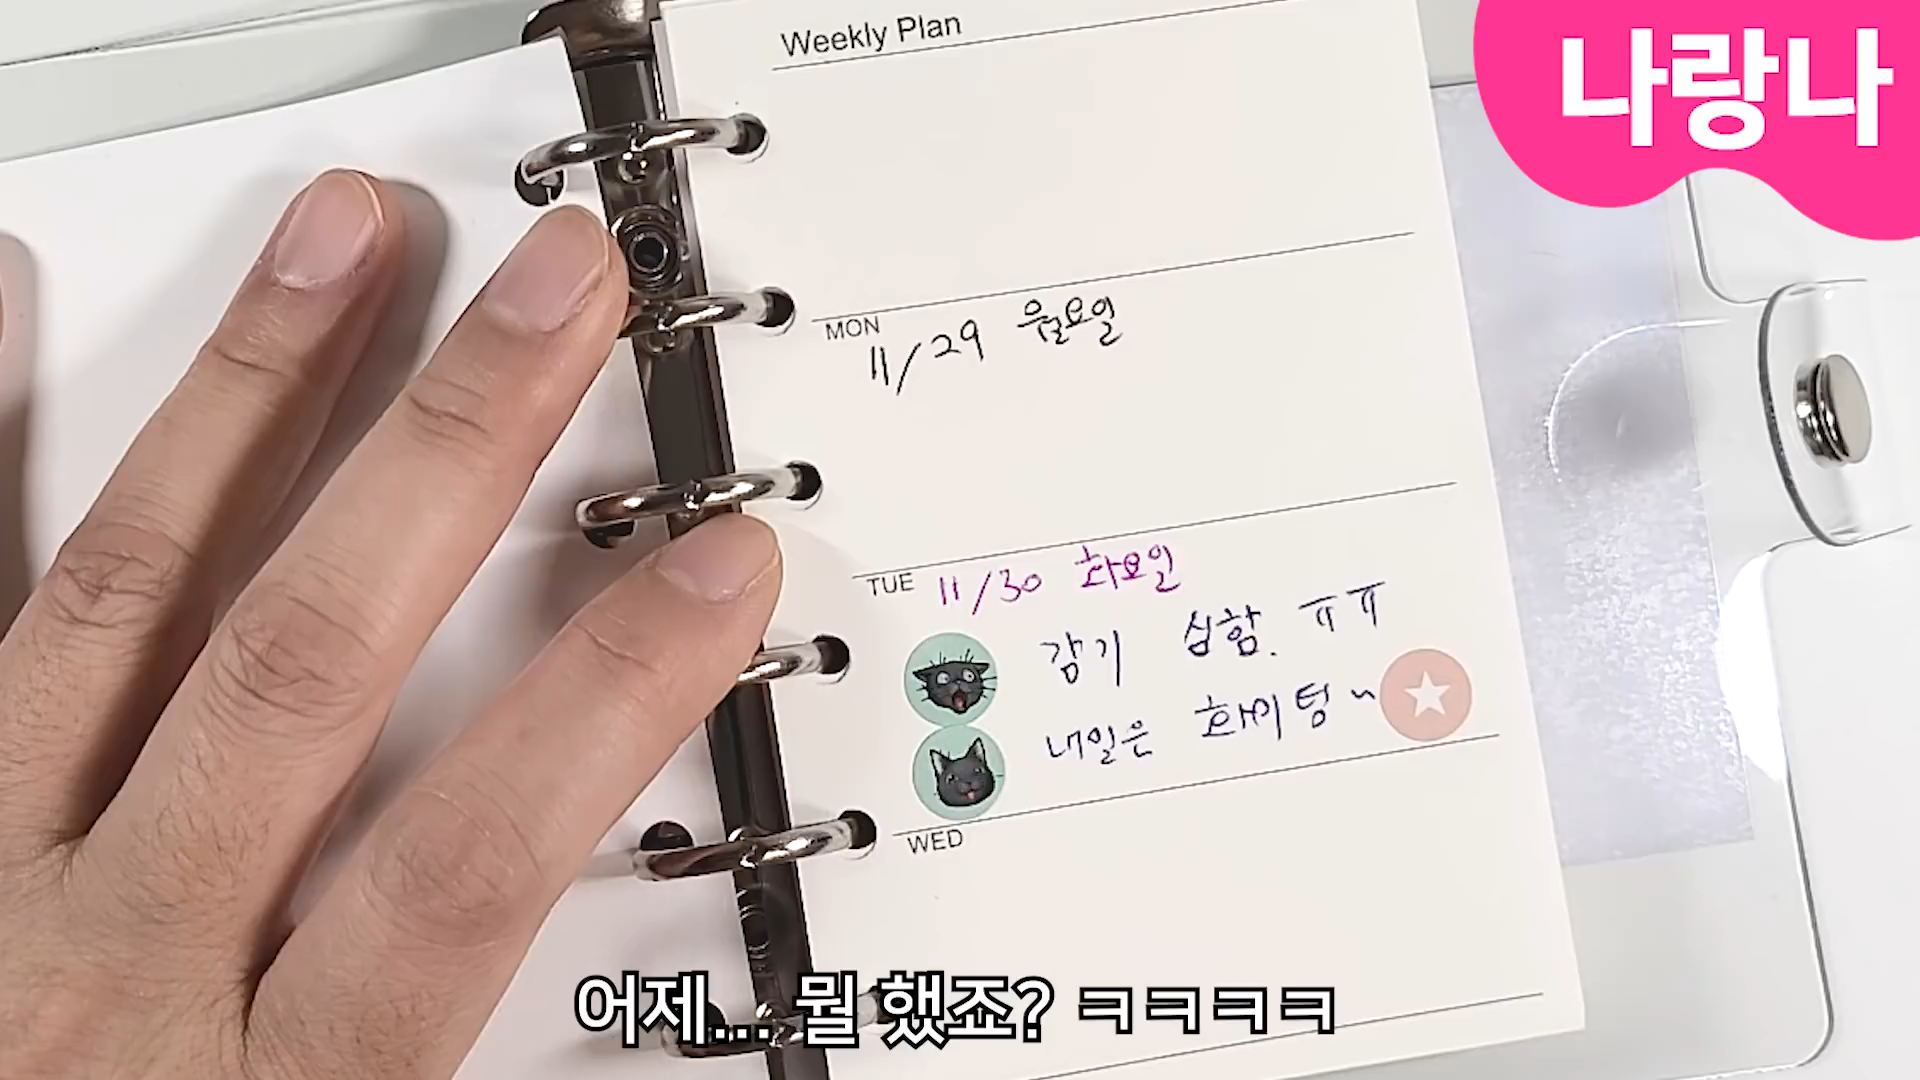 Weekly Plan
나랑나
MON
11/29 월요일
TUE 11/30 화요일
감기 심함. ㅠㅠ
내일은 화이팅~
WED
어제... 뭘 했죠? ㅋㅋㅋㅋ